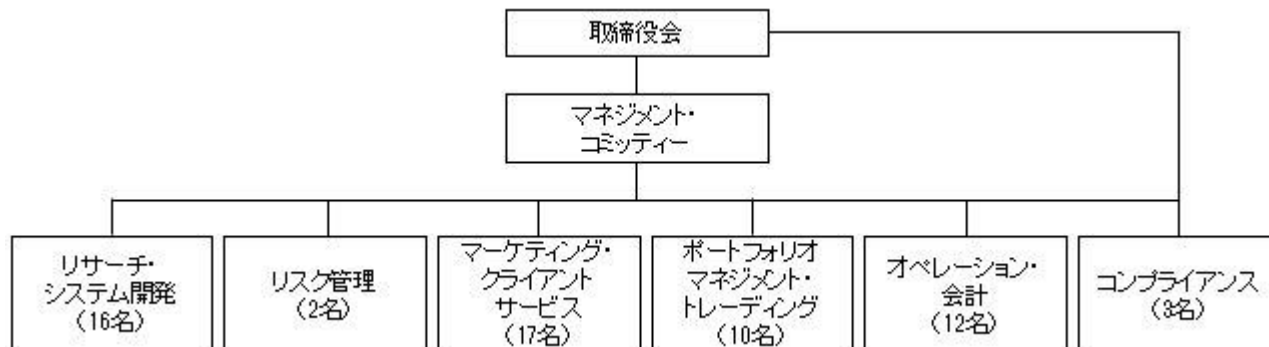 取締役会
マネジメント・
コミッティー
リサーチ・
システム開発
(16名)
リスク管理
(2名)
マーケティング・
クライアント
サービス
(17名)
ポートフォリオ
マネジメント・
トレーディング
(10名)
オペレーション・
会計
(12名)
コンプライアンス
(3名)